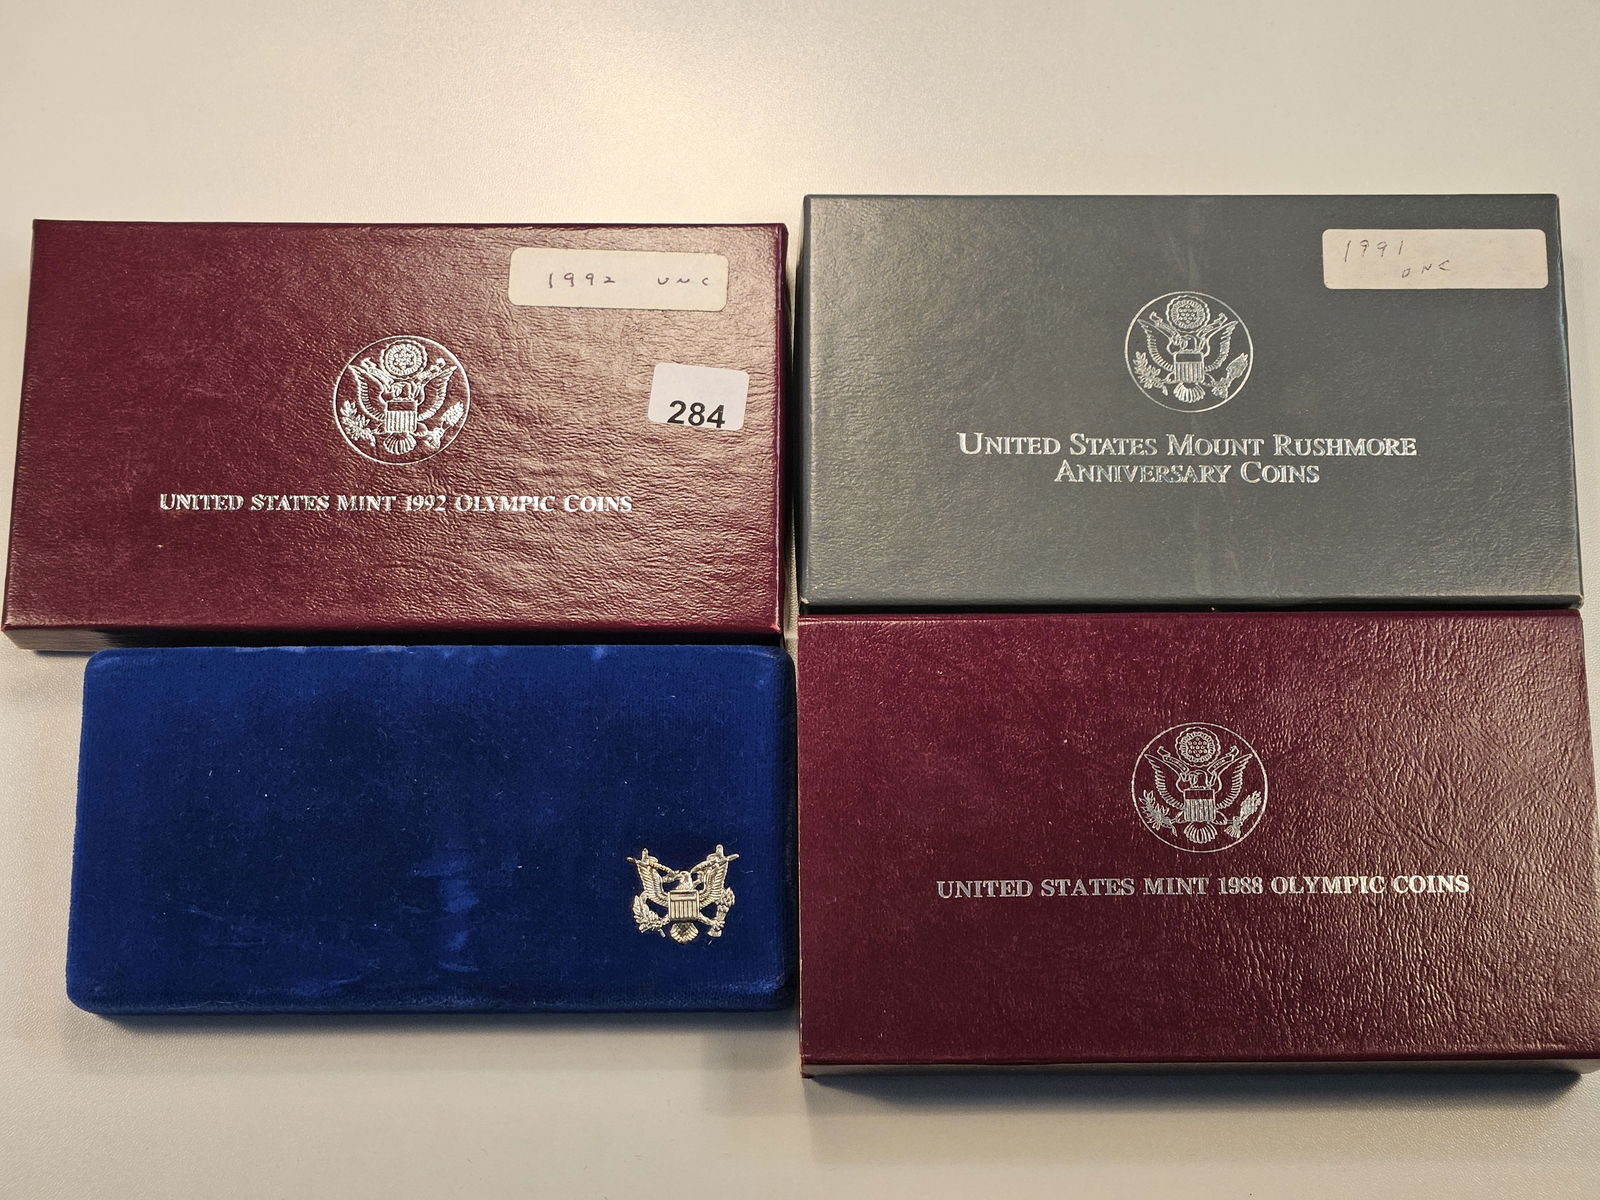 1992 UNC
284
UNITED STATES MINT 1992 OLYMPIC COINS
1991
UNC
UNITED STATES MOUNT RUSHMORE
ANNIVERSARY COINS
UNITED STATES MINT 1988 OLYMPIC COINS